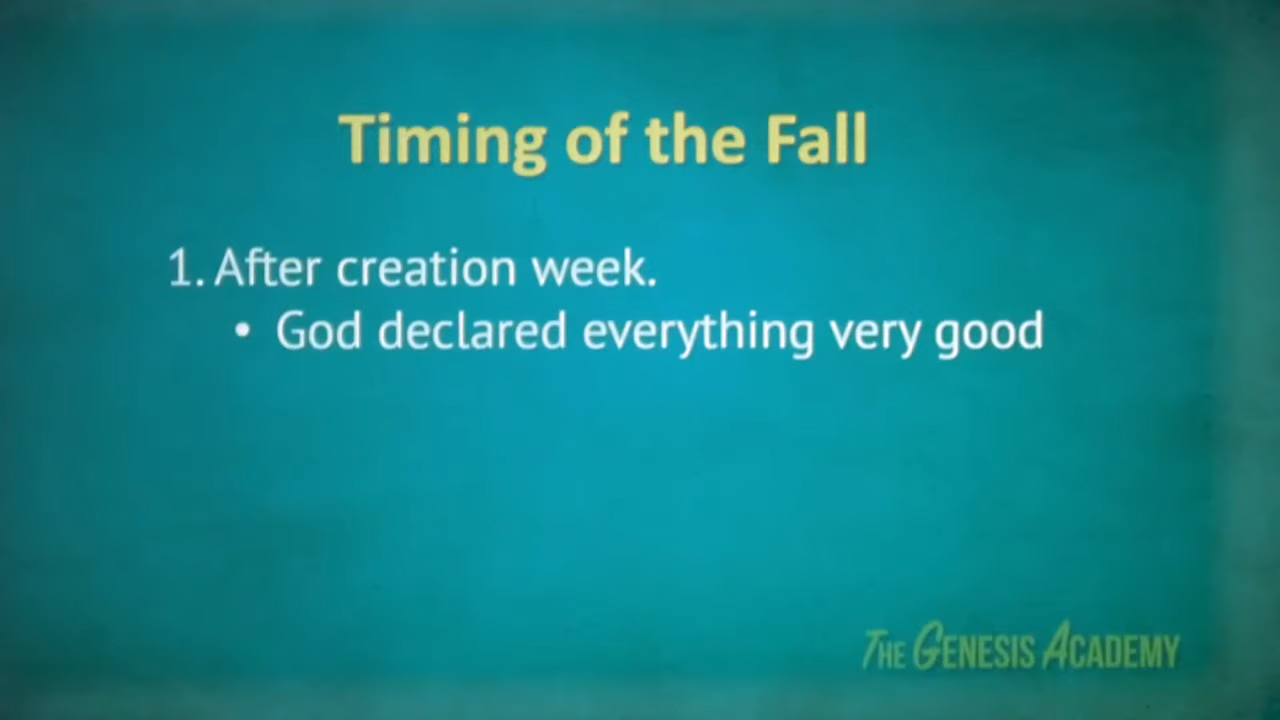 Timing of the Fall
1. After creation week.
• God declared everything very good
THE GENESIS ACADEMY